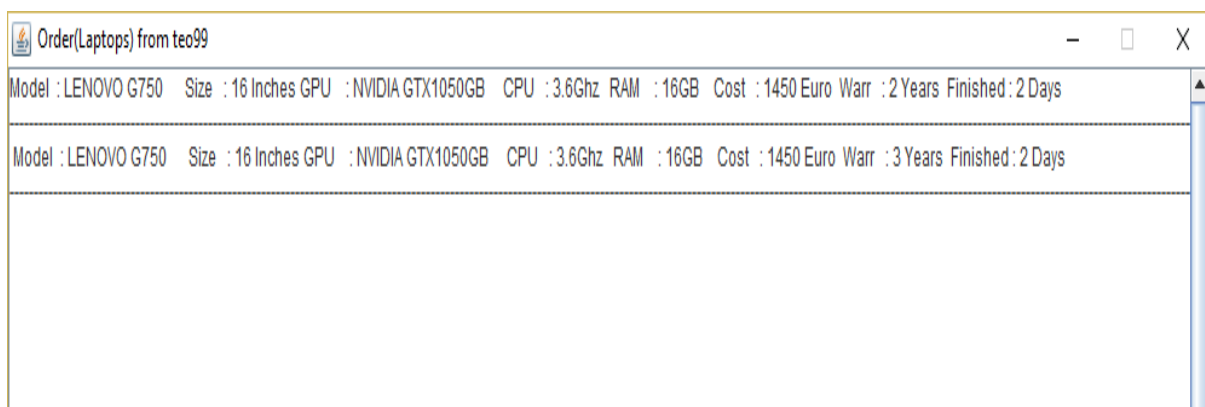 Order(Laptops) from teo99
Model : LENOVO G750 Size : 16 Inches GPU : NVIDIA GTX1050GB CPU : 3.6Ghz RAM : 16GB Cost : 1450 Euro Warr : 2 Years Finished : 2 Days
Model : LENOVO G750 Size : 16 Inches GPU : NVIDIA GTX1050GB CPU : 3.6Ghz RAM : 16GB Cost : 1450 Euro Warr : 3 Years Finished : 2 Days